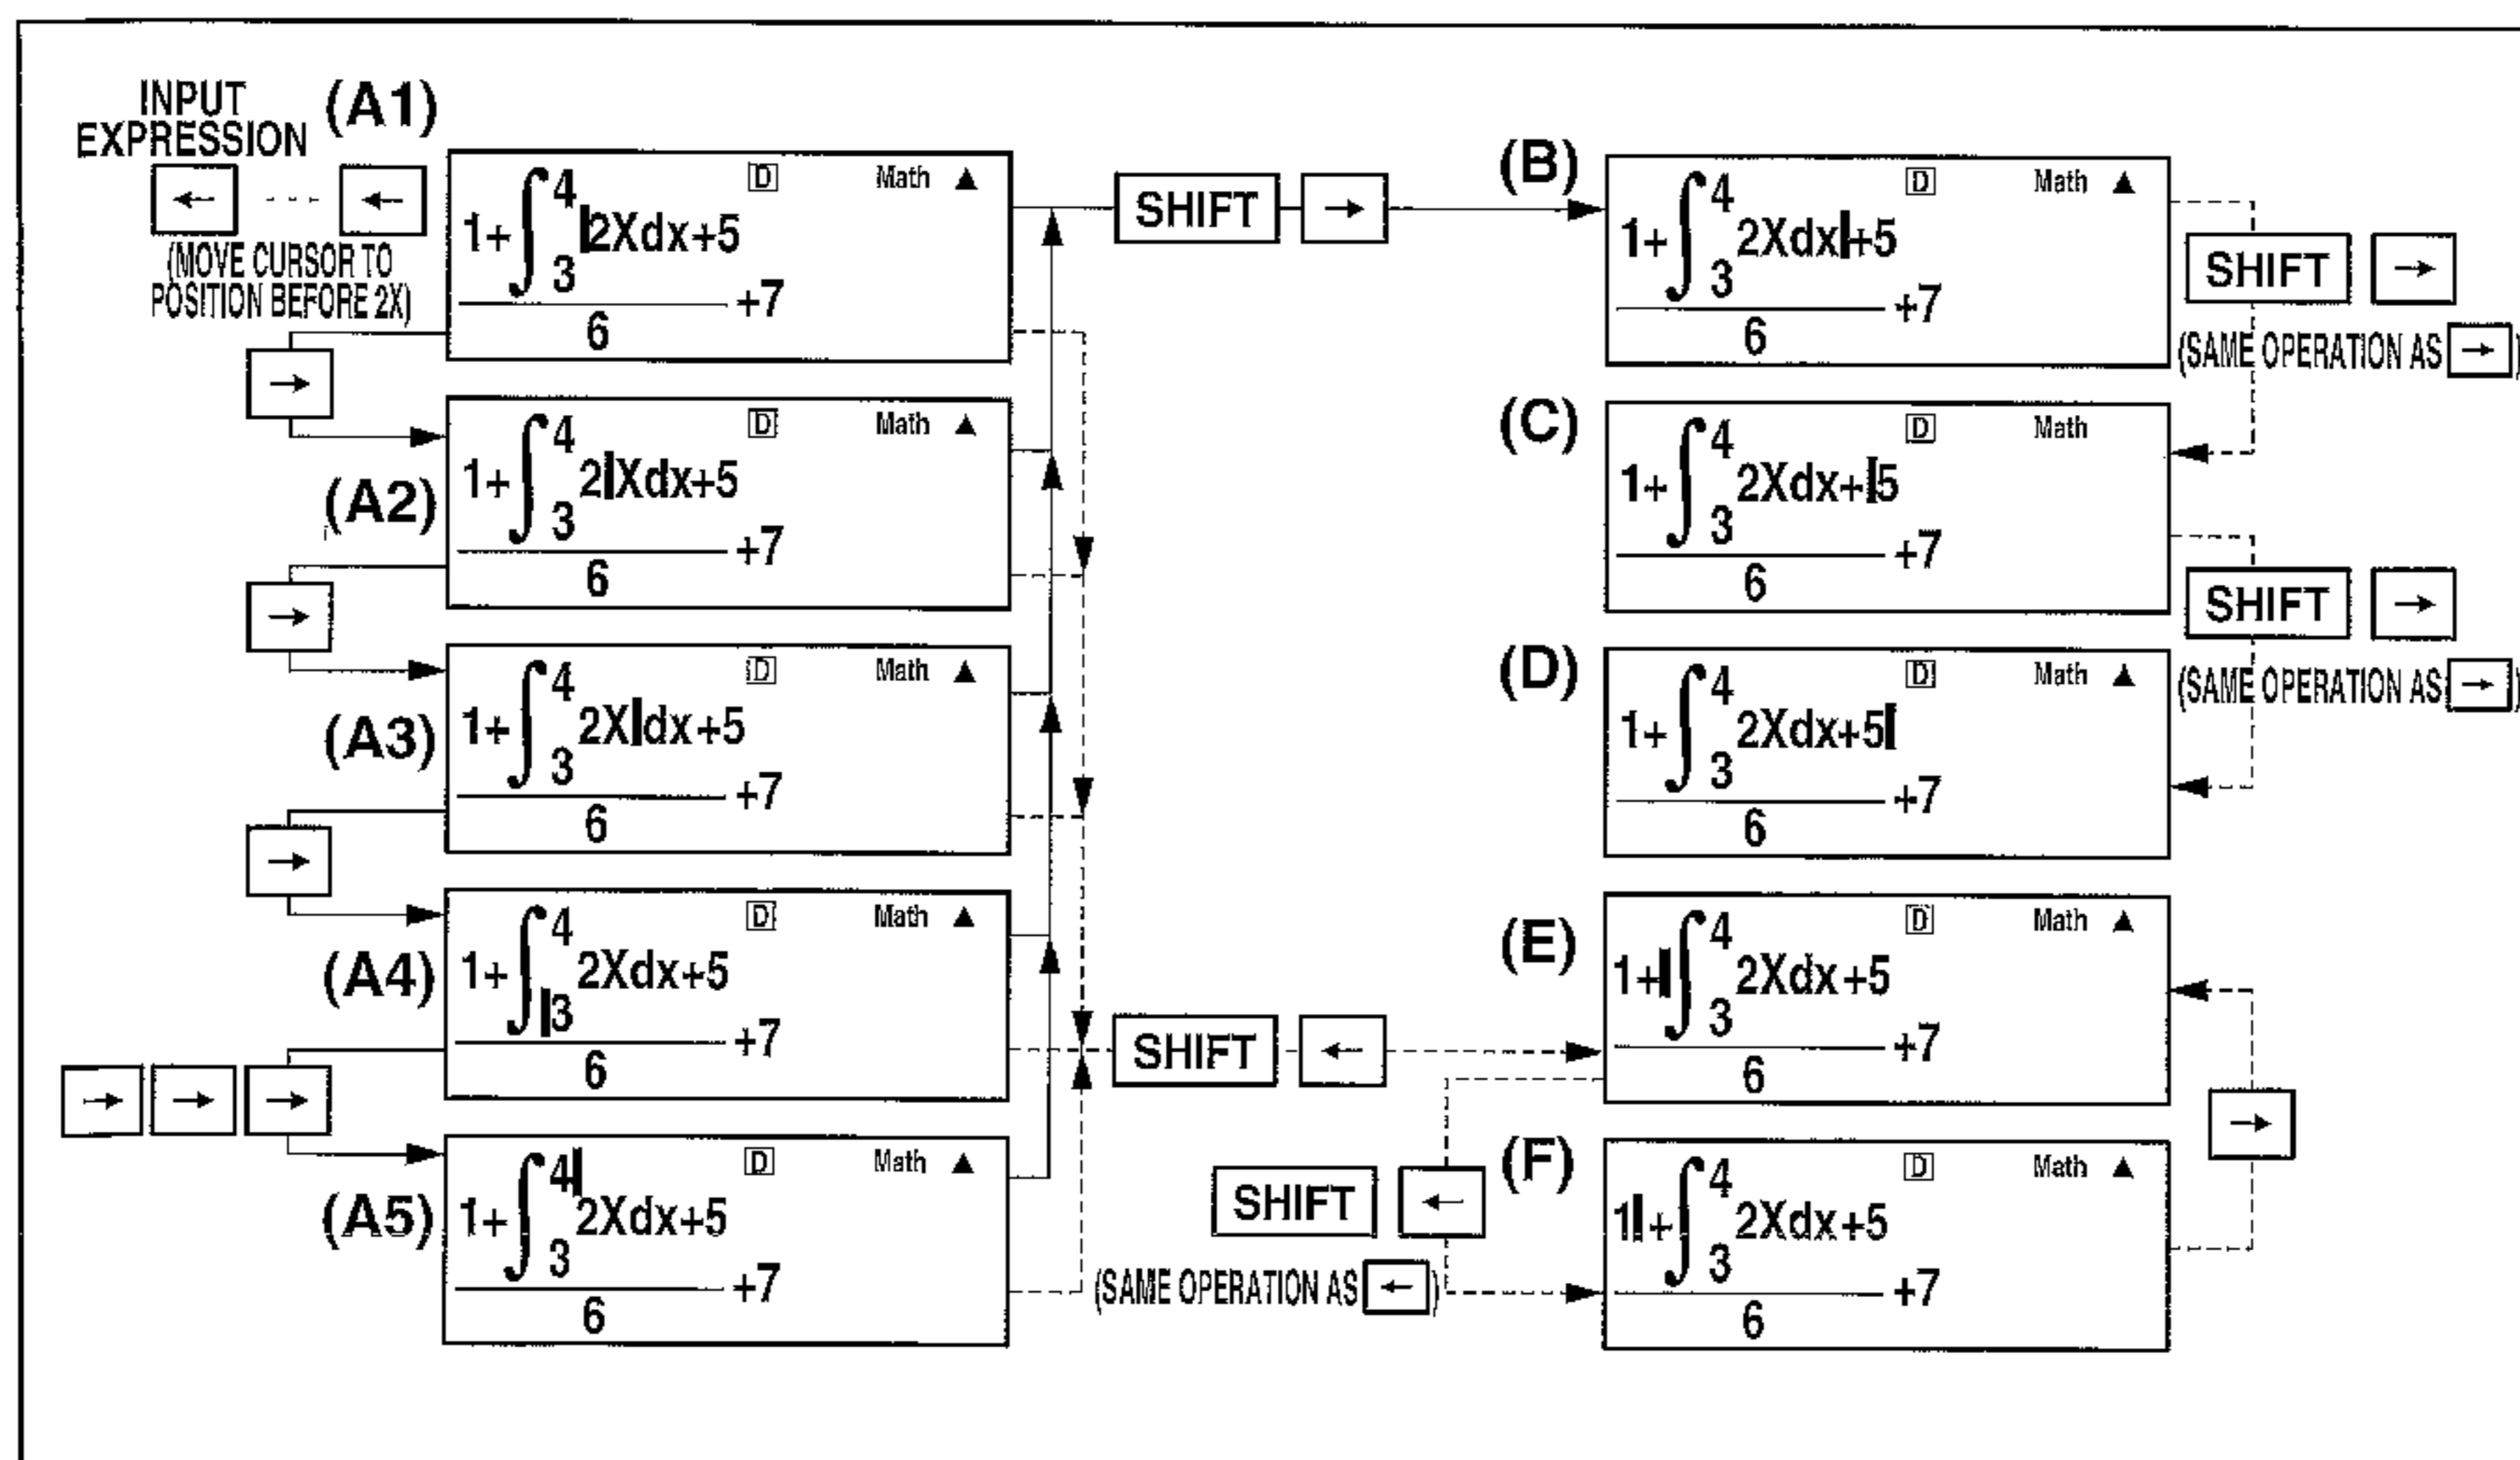 INPUT
EXPRESSION
(A1)
← ··· ←
(MOVE CURSOR TO
POSITION BEFORE 2X)
D Math ▲
4
1+∫|2Xdx+5
3
+7
6
→
(A2)
D Math ▲
4
1+∫2|Xdx+5
3
+7
6
→
(A3)
D Math ▲
4
1+∫2X|dx+5
3
+7
6
→
(A4)
D Math ▲
4
1+∫2Xdx+5
|3
+7
6
→ → →
(A5)
D Math ▲
4|
1+∫2Xdx+5
3
+7
6
SHIFT →
(B)
D Math ▲
4
1+∫2Xdx|+5
3
+7
6
SHIFT →
(SAME OPERATION AS →)
(C)
D Math
4
1+∫2Xdx+|5
3
+7
6
SHIFT →
(SAME OPERATION AS →)
(D)
D Math ▲
4
1+∫2Xdx+5|
3
+7
6
SHIFT ←
(E)
D Math ▲
4
1+|∫2Xdx+5
3
+7
6
→
SHIFT ←
(SAME OPERATION AS ←)
(F)
D Math ▲
4
1|+∫2Xdx+5
3
+7
6